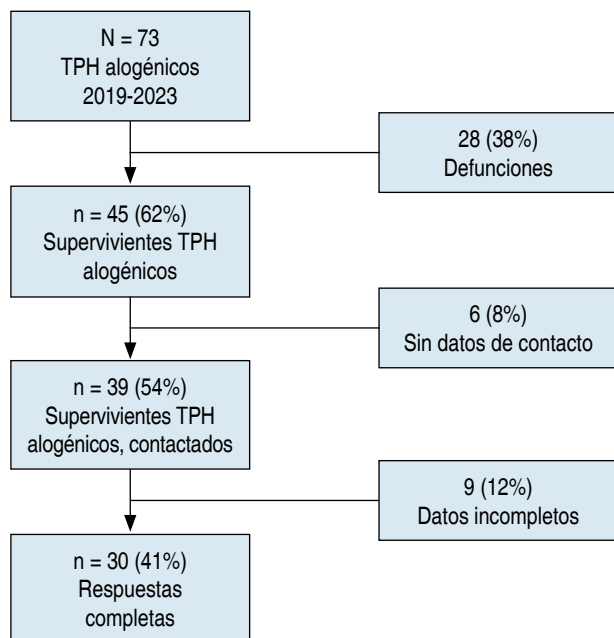 N = 73
TPH alogénicos
2019-2023
28 (38%)
Defunciones
n = 45 (62%)
Supervivientes TPH
alogénicos
6 (8%)
Sin datos de contacto
n = 39 (54%)
Supervivientes TPH
alogénicos, contactados
9 (12%)
Datos incompletos
n = 30 (41%)
Respuestas
completas